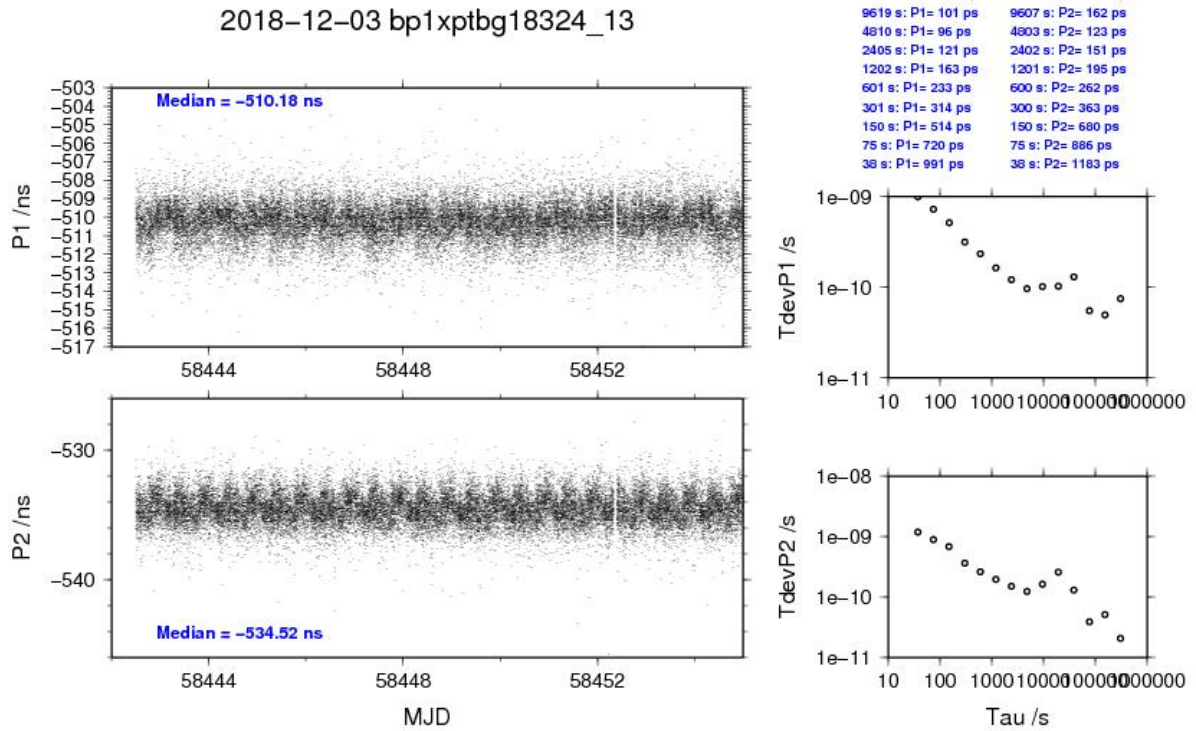 2018−12−03 bp1xptbg18324_13
9619 s: P1= 101 ps 9607 s: P2= 162 ps
4810 s: P1= 96 ps 4803 s: P2= 123 ps
2405 s: P1= 121 ps 2402 s: P2= 151 ps
1202 s: P1= 163 ps 1201 s: P2= 195 ps
601 s: P1= 233 ps 600 s: P2= 262 ps
301 s: P1= 314 ps 300 s: P2= 363 ps
150 s: P1= 514 ps 150 s: P2= 680 ps
75 s: P1= 720 ps 75 s: P2= 886 ps
38 s: P1= 991 ps 38 s: P2= 1183 ps
P1 /ns
−503
−504
−505
−506
−507
−508
−509
−510
−511
−512
−513
−514
−515
−516
−517
Median = −510.18 ns
58444 58448 58452
TdevP1 /s
1e−09
1e−10
1e−11
10 100 1000 10000 100000 1000000
P2 /ns
−530
−540
Median = −534.52 ns
58444 58448 58452
MJD
TdevP2 /s
1e−08
1e−09
1e−10
1e−11
10 100 1000 10000 100000 1000000
Tau /s